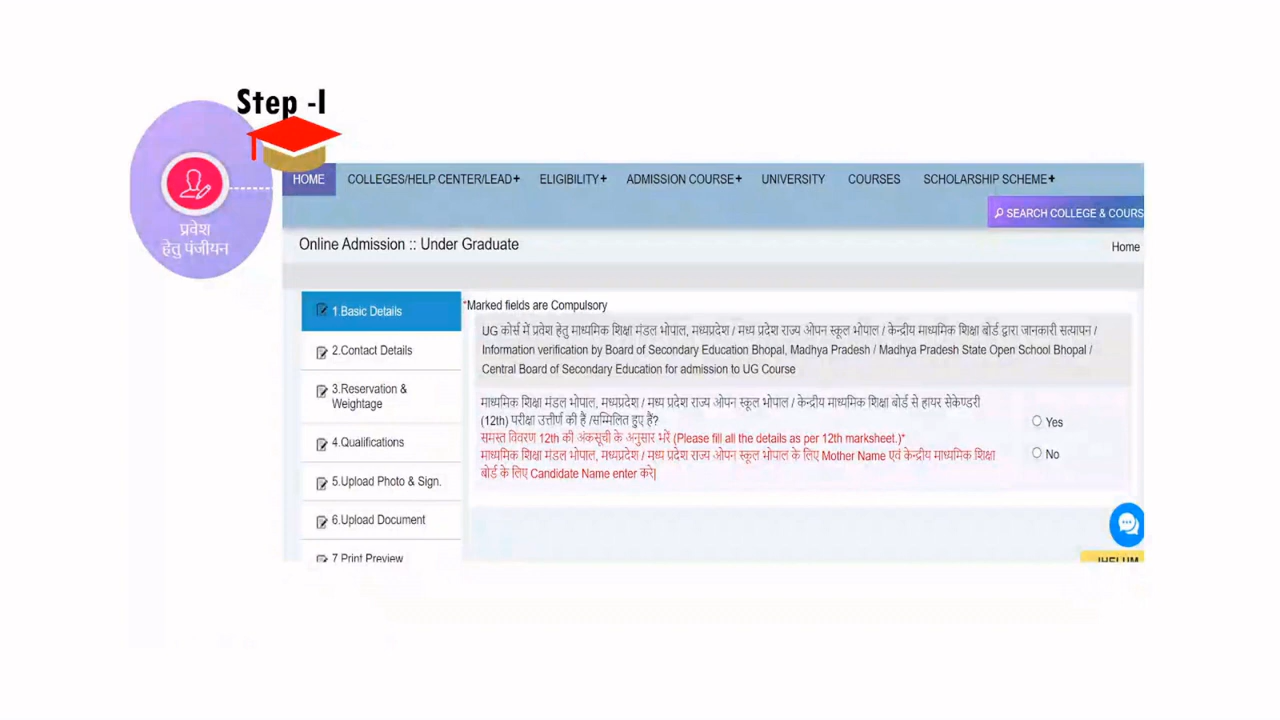 Step -I
प्रवेश
हेतु पंजीयन
HOME COLLEGES/HELP CENTER/LEAD+ ELIGIBILITY+ ADMISSION COURSE+ UNIVERSITY COURSES SCHOLARSHIP SCHEME+
SEARCH COLLEGE & COURS
Online Admission :: Under Graduate
Home
1.Basic Details
2.Contact Details
3.Reservation &
Weightage
4.Qualifications
5.Upload Photo & Sign.
6.Upload Document
7 Print Preview
*Marked fields are Compulsory
UG कोर्स में प्रवेश हेतु माध्यमिक शिक्षा मंडल भोपाल, मध्यप्रदेश / मध्य प्रदेश राज्य ओपन स्कूल भोपाल / केन्द्रीय माध्यमिक शिक्षा बोर्ड द्वारा जानकारी सत्यापन /
Information verification by Board of Secondary Education Bhopal, Madhya Pradesh / Madhya Pradesh State Open School Bhopal /
Central Board of Secondary Education for admission to UG Course
माध्यमिक शिक्षा मंडल भोपाल, मध्यप्रदेश / मध्य प्रदेश राज्य ओपन स्कूल भोपाल / केन्द्रीय माध्यमिक शिक्षा बोर्ड से हायर सेकेण्डरी
(12th) परीक्षा उत्तीर्ण की हैं /सम्मिलित हुए हैं?
समस्त विवरण 12th की अंकसूची के अनुसार भरें (Please fill all the details as per 12th marksheet.)*
माध्यमिक शिक्षा मंडल भोपाल, मध्यप्रदेश / मध्य प्रदेश राज्य ओपन स्कूल भोपाल के लिए Mother Name एवं केन्द्रीय माध्यमिक शिक्षा
बोर्ड के लिए Candidate Name enter करे|
Yes
No
JHELUM